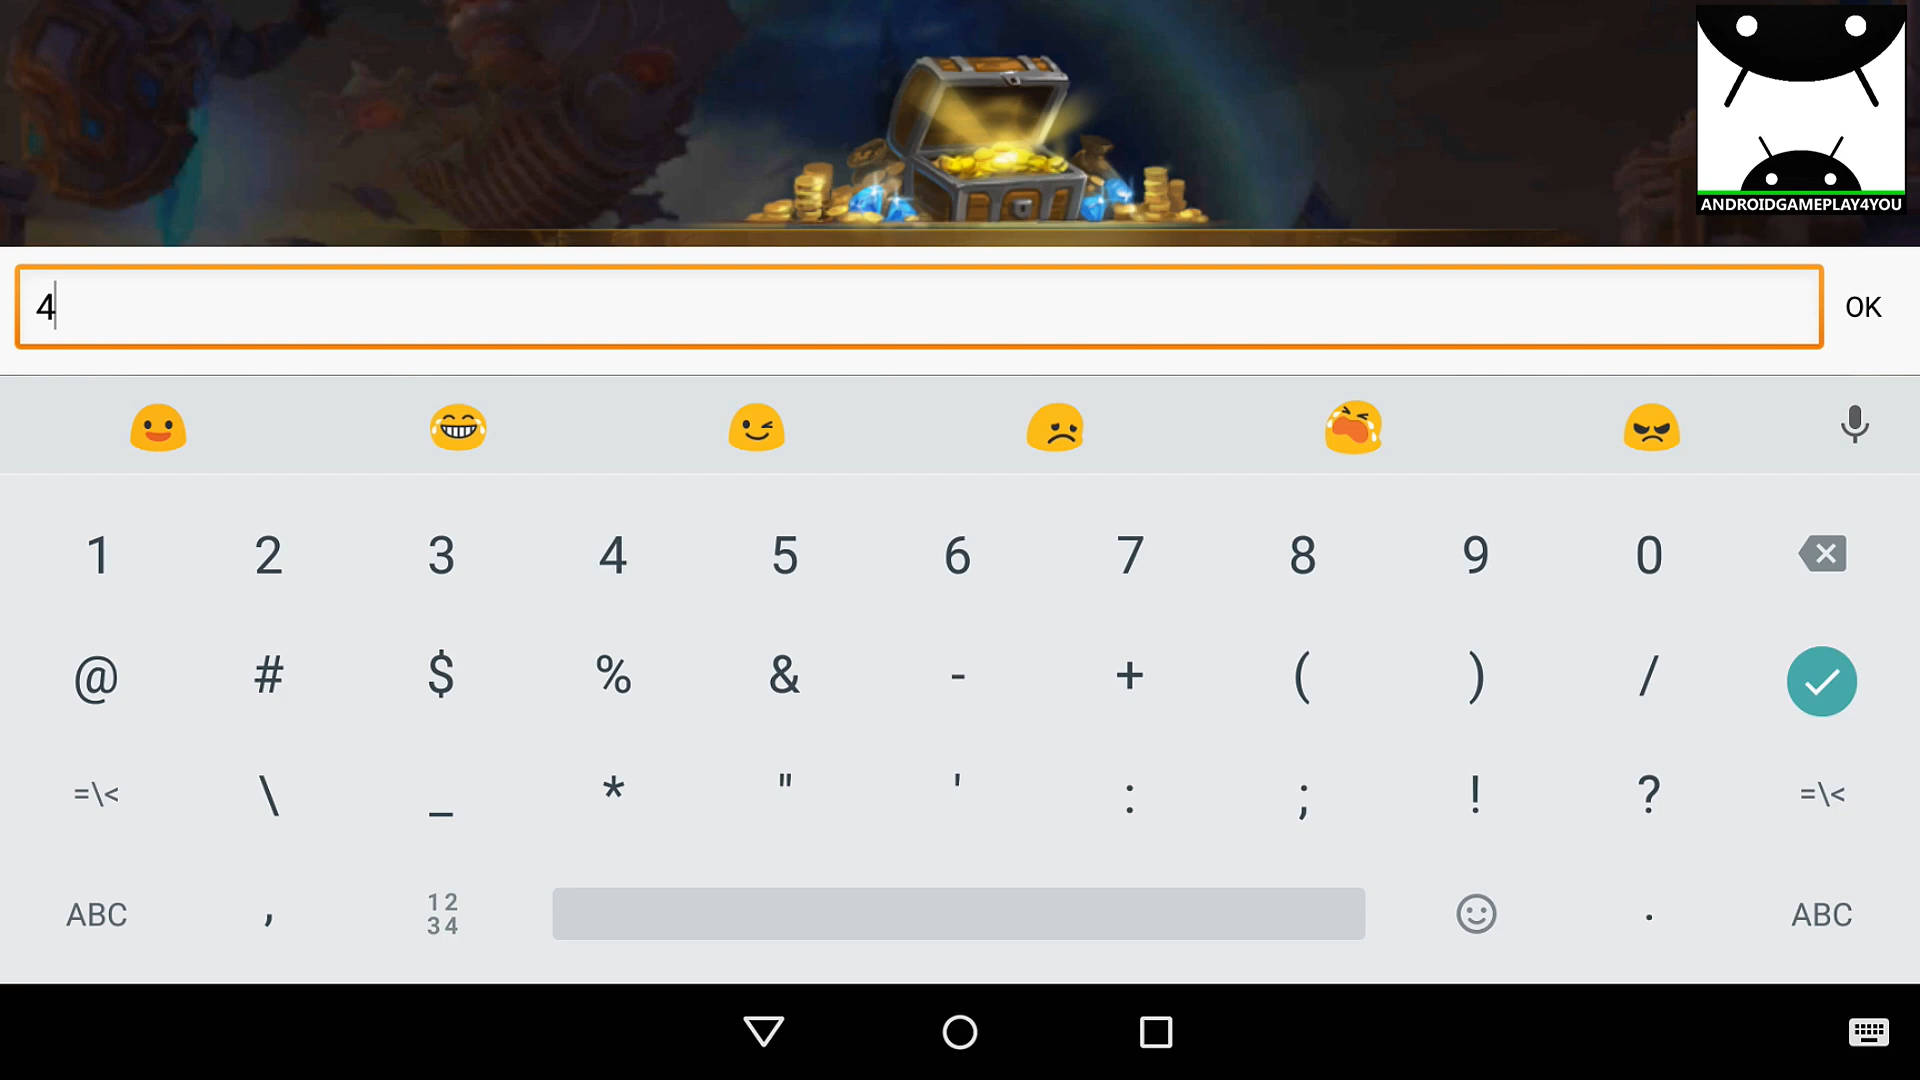 ANDROIDGAMEPLAY4YOU
4
OK
1 2 3 4 5 6 7 8 9 0
@ # $ % & - + ( ) /
=\< \ _ * " ' : ; ! ? =\<
ABC , 12 34 . ABC